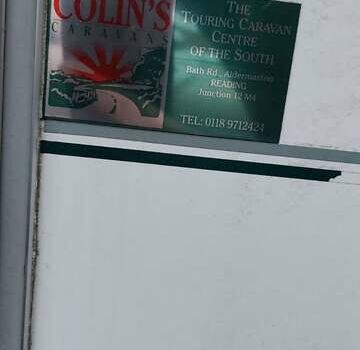 COLIN'S
CARAVANS
THE
TOURING CARAVAN
CENTRE
OF THE SOUTH
Bath Rd., Aldermaston
READING
Junction 12 M4
TEL: 0118 9712424